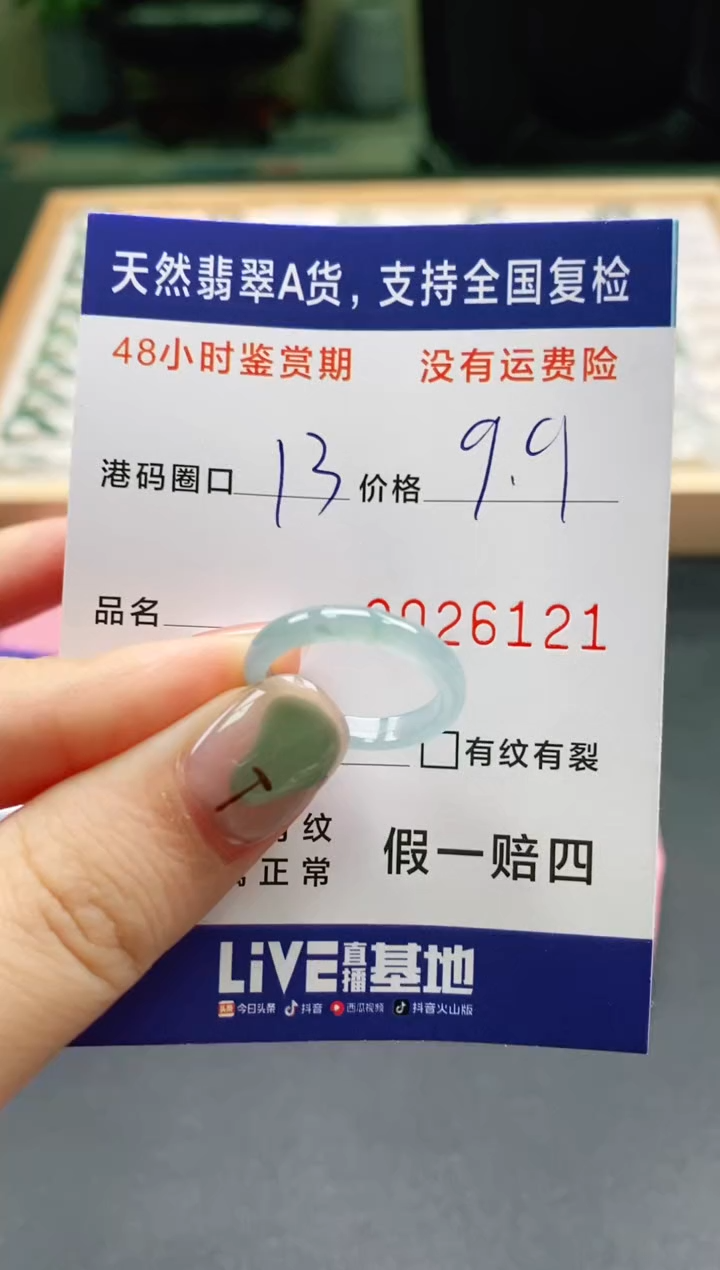 天然翡翠A货，支持全国复检
48小时鉴赏期 没有运费险
港码圈口 13 价格 9.9
品名 026121
□有纹有裂
纹
正常 假一赔四
LiVE直播基地
今日头条 抖音 西瓜视频 抖音火山版